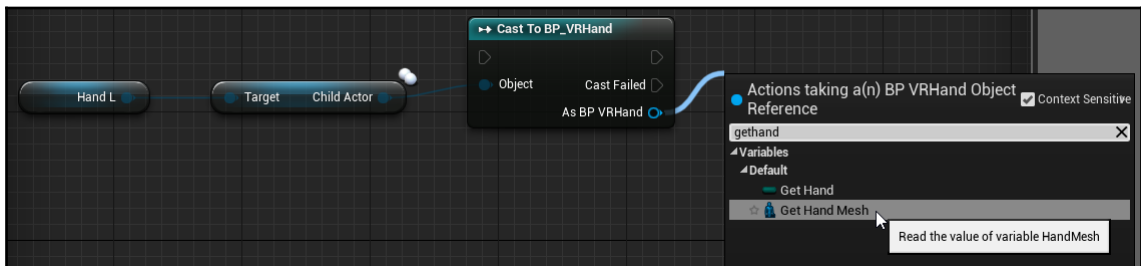 Cast To BP_VRHand
Hand L
Target Child Actor
Object Cast Failed
As BP VRHand
Actions taking a(n) BP VRHand Object
Reference
Context Sensitive
gethand
Variables
Default
Get Hand
Get Hand Mesh
Read the value of variable HandMesh